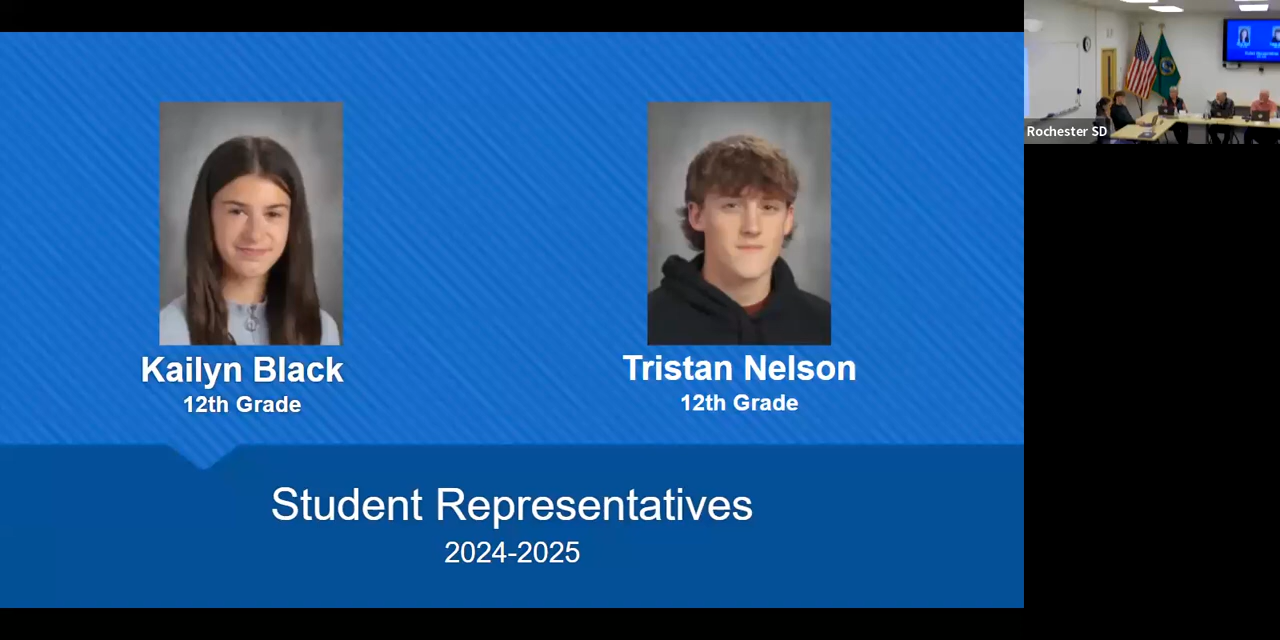 Kailyn Black
12th Grade
Tristan Nelson
12th Grade
Student Representatives
2024-2025
Rochester SD